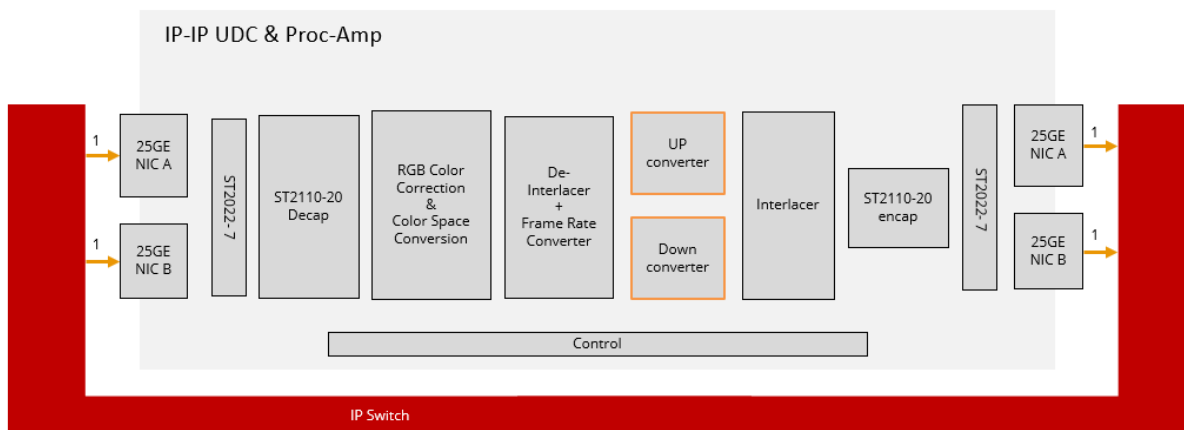 IP-IP UDC & Proc-Amp
1
25GE
NIC A
1
25GE
NIC B
ST2022- 7
ST2110-20
Decap
RGB Color
Correction
&
Color Space
Conversion
De-
Interlacer
+
Frame Rate
Converter
UP
converter
Down
converter
Interlacer
ST2110-20
encap
ST2022- 7
25GE
NIC A
1
25GE
NIC B
1
Control
IP Switch